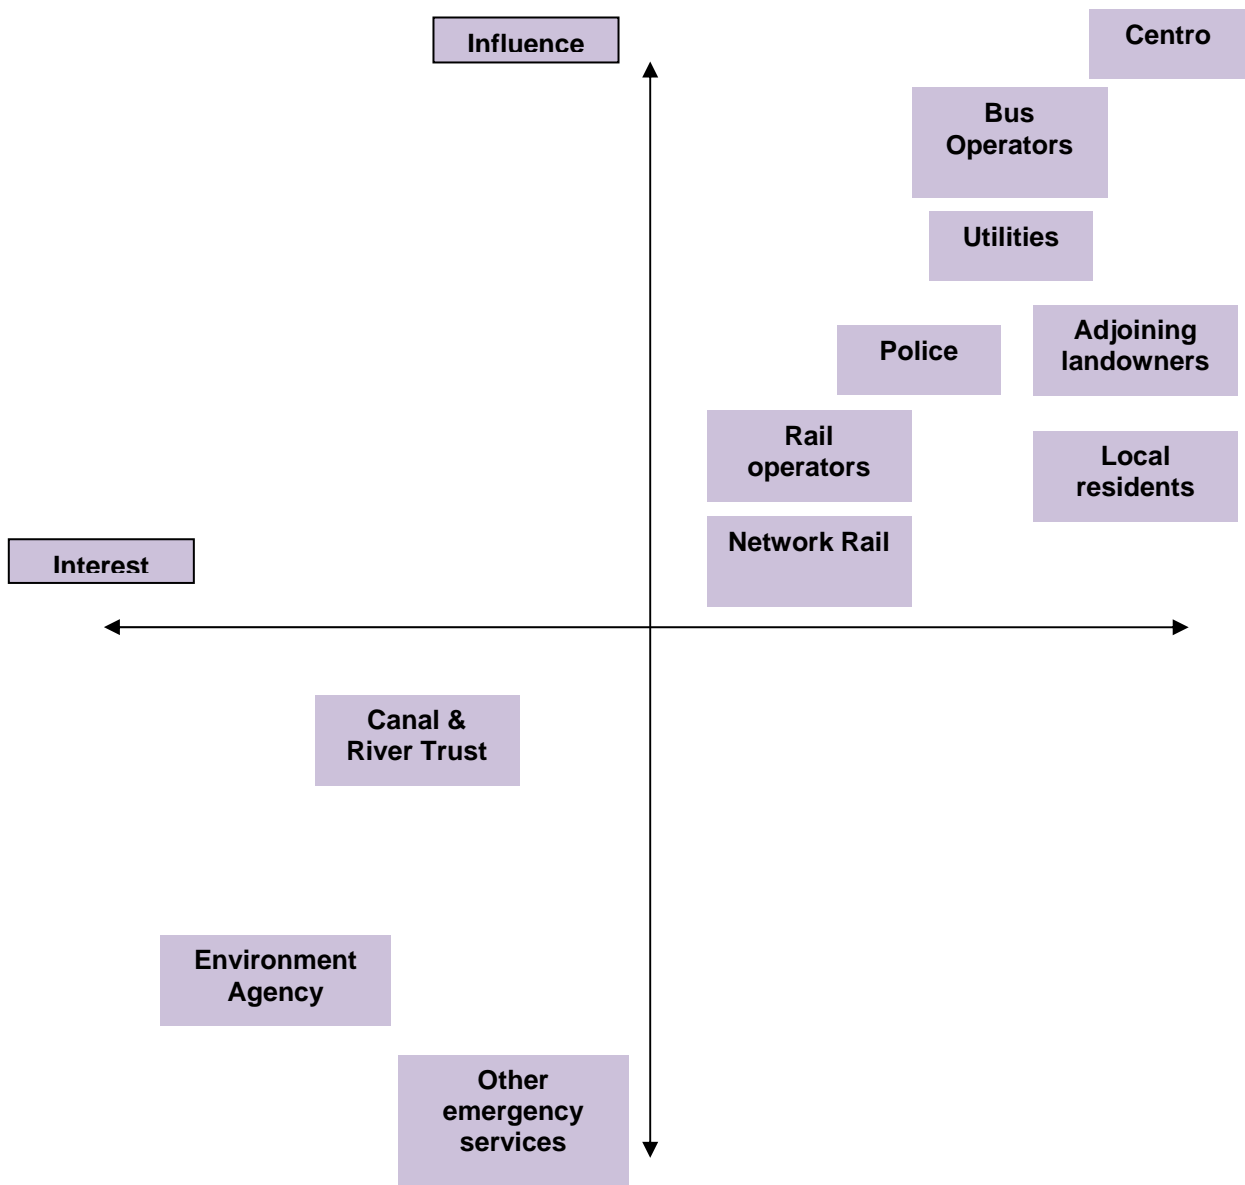 Influence
Centro
Bus
Operators
Utilities
Police
Adjoining
landowners
Rail
operators
Local
residents
Network Rail
Interest
Canal &
River Trust
Environment
Agency
Other
emergency
services